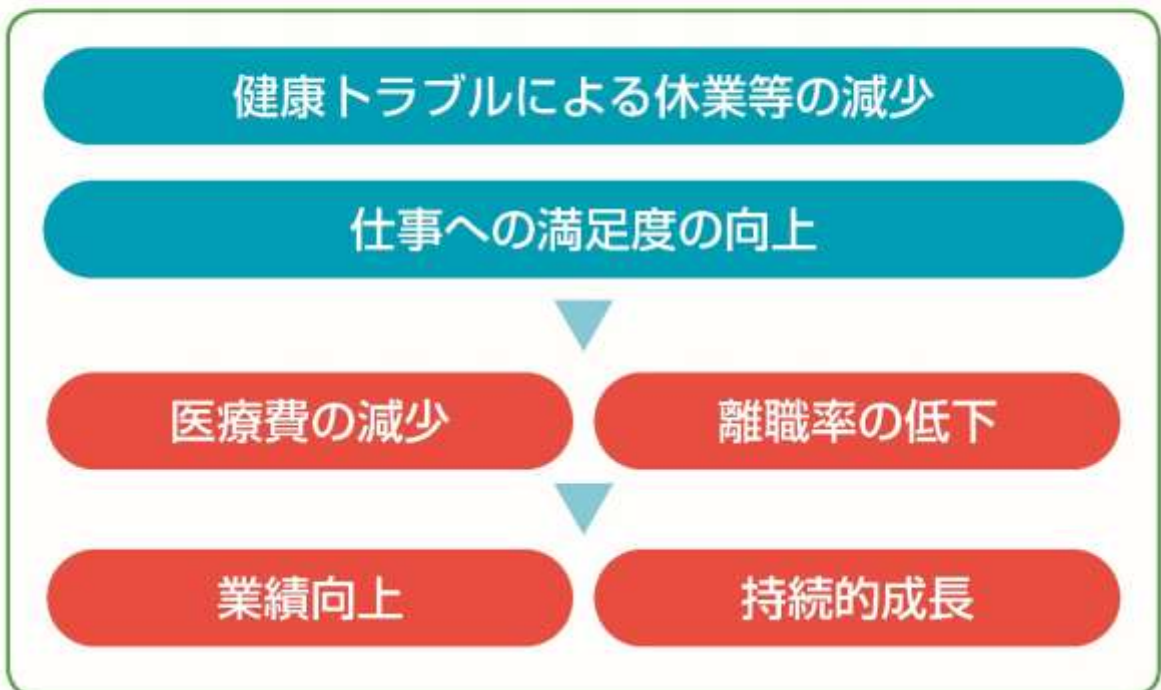 健康トラブルによる休業等の減少
仕事への満足度の向上
医療費の減少
離職率の低下
業績向上
持続的成長